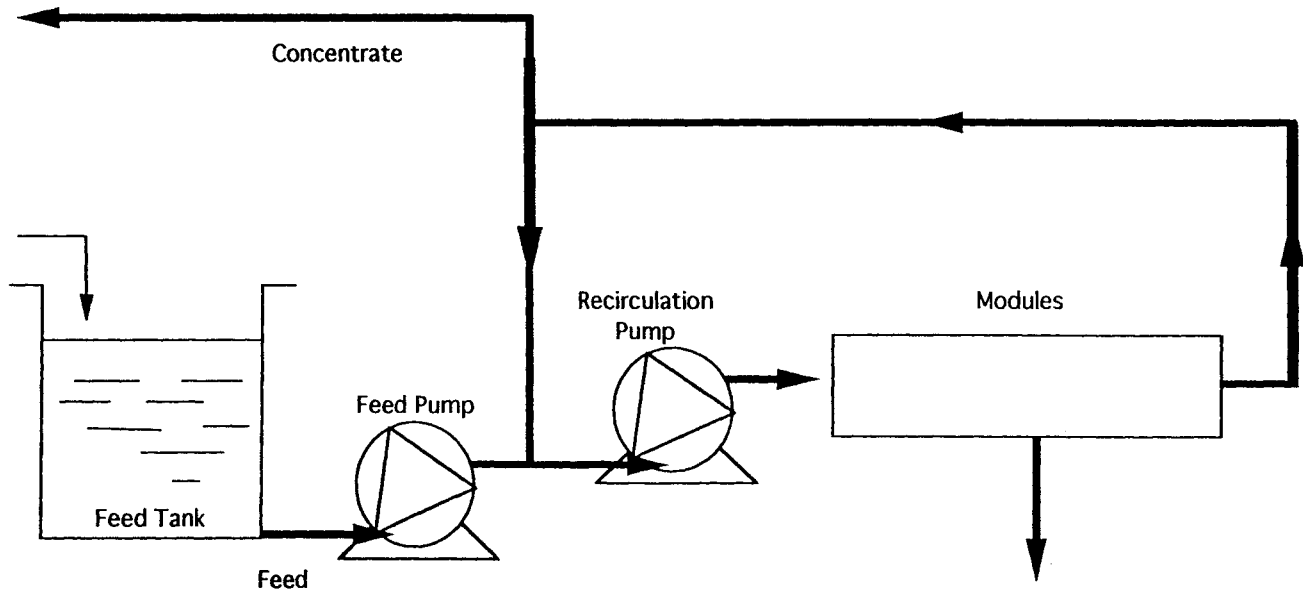 Concentrate
Recirculation
Pump
Modules
Feed Pump
Feed Tank
Feed